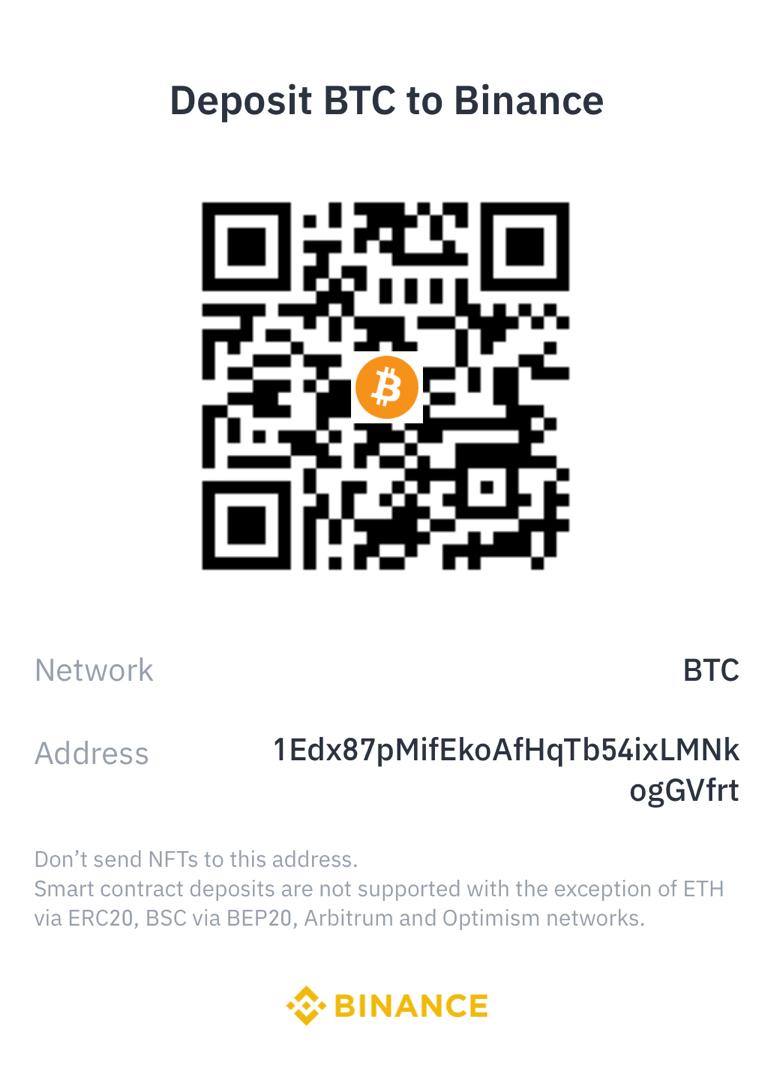 Deposit BTC to Binance
Network
BTC
Address
1Edx87pMifEkoAfHqTb54ixLMNk
ogGVfrt
Don’t send NFTs to this address.
Smart contract deposits are not supported with the exception of ETH
via ERC20, BSC via BEP20, Arbitrum and Optimism networks.
BINANCE